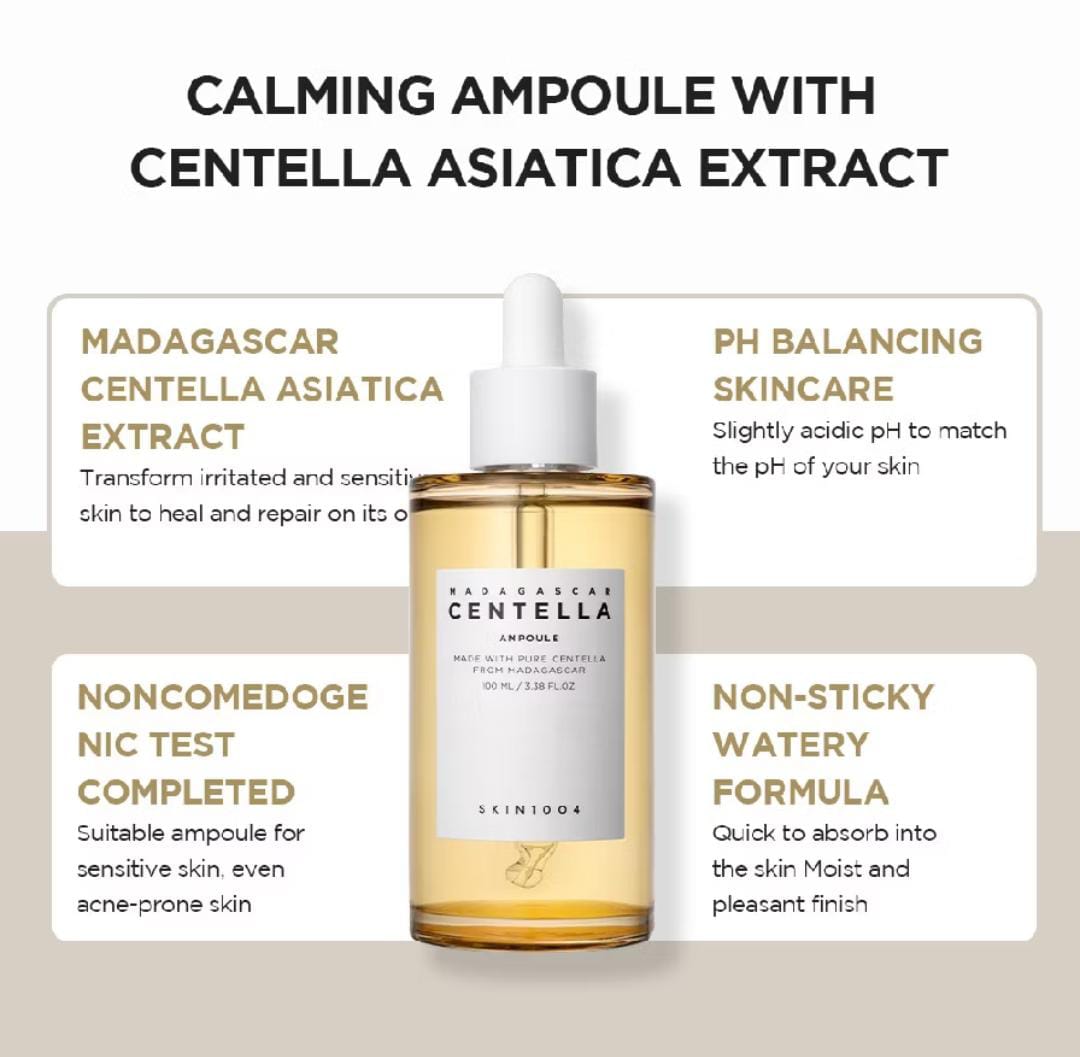 CALMING AMPOULE WITH
CENTELLA ASIATICA EXTRACT
MADAGASCAR
CENTELLA ASIATICA
EXTRACT
Transform irritated and sensitiv
skin to heal and repair on its o
PH BALANCING
SKINCARE
Slightly acidic pH to match
the pH of your skin
MADAGASCAR
CENTELLA
AMPOULE
MADE WITH PURE CENTELLA
FROM MADAGASCAR
100 ML / 3.38 FL.OZ
SKIN1004
NONCOMEDOGE
NIC TEST
COMPLETED
Suitable ampoule for
sensitive skin, even
acne-prone skin
NON-STICKY
WATERY
FORMULA
Quick to absorb into
the skin Moist and
pleasant finish